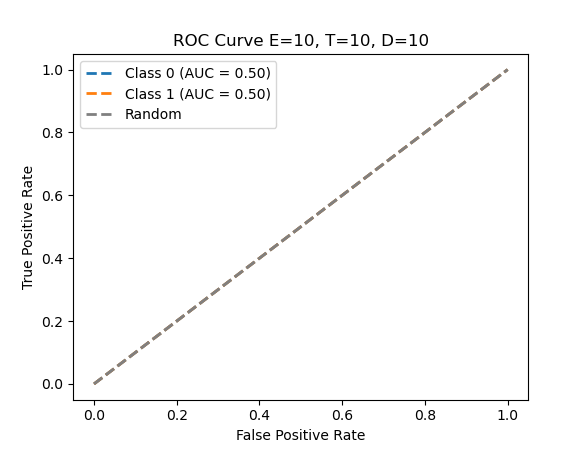 ROC Curve E=10, T=10, D=10
Class 0 (AUC = 0.50)
Class 1 (AUC = 0.50)
Random
True Positive Rate
1.0
0.8
0.6
0.4
0.2
0.0
0.0 0.2 0.4 0.6 0.8 1.0
False Positive Rate